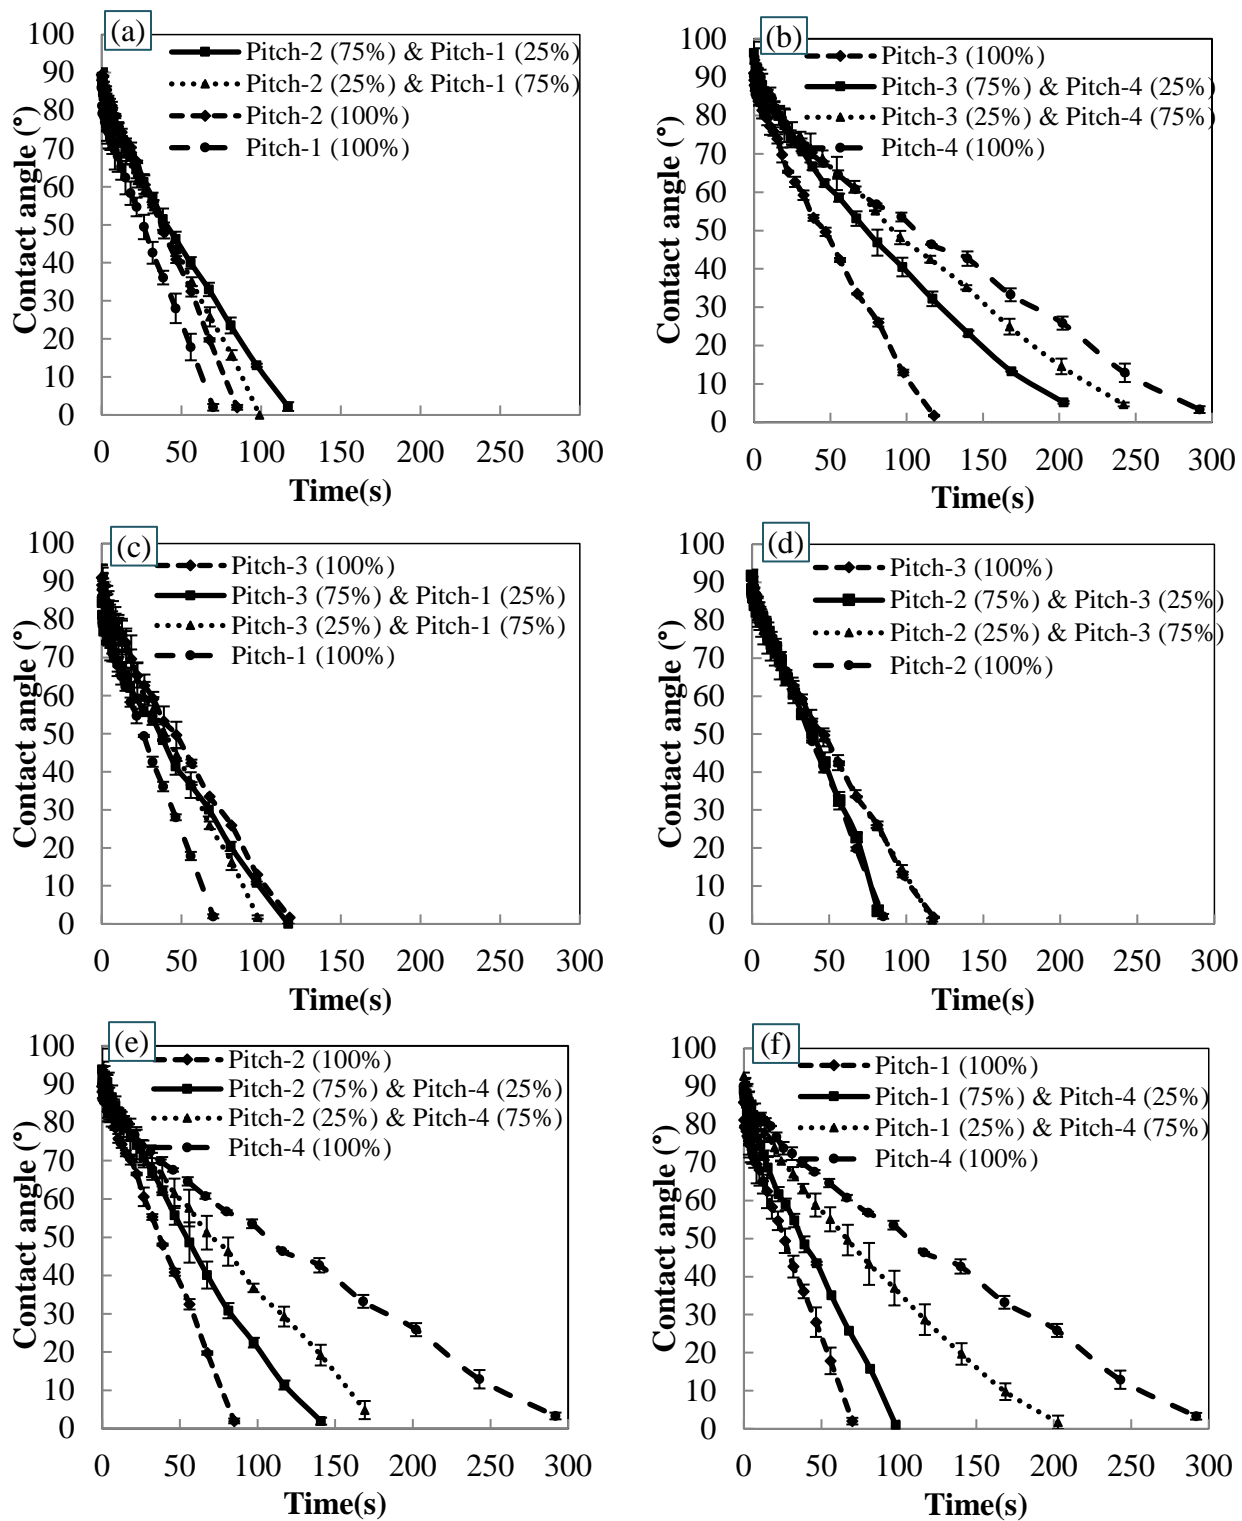 (a)
Pitch-2 (75%) & Pitch-1 (25%)
Pitch-2 (25%) & Pitch-1 (75%)
Pitch-2 (100%)
Pitch-1 (100%)
Contact angle (°)
100
90
80
70
60
50
40
30
20
10
0
0 50 100 150 200 250 300
Time(s)
(b)
Pitch-3 (100%)
Pitch-3 (75%) & Pitch-4 (25%)
Pitch-3 (25%) & Pitch-4 (75%)
Pitch-4 (100%)
Contact angle (°)
100
90
80
70
60
50
40
30
20
10
0
0 50 100 150 200 250 300
Time(s)
(c)
Pitch-3 (100%)
Pitch-3 (75%) & Pitch-1 (25%)
Pitch-3 (25%) & Pitch-1 (75%)
Pitch-1 (100%)
Contact angle (°)
100
90
80
70
60
50
40
30
20
10
0
0 50 100 150 200 250 300
Time(s)
(d)
Pitch-3 (100%)
Pitch-2 (75%) & Pitch-3 (25%)
Pitch-2 (25%) & Pitch-3 (75%)
Pitch-2 (100%)
Contact angle (°)
100
90
80
70
60
50
40
30
20
10
0
0 50 100 150 200 250 300
Time(s)
(e)
Pitch-2 (100%)
Pitch-2 (75%) & Pitch-4 (25%)
Pitch-2 (25%) & Pitch-4 (75%)
Pitch-4 (100%)
Contact angle (°)
100
90
80
70
60
50
40
30
20
10
0
0 50 100 150 200 250 300
Time(s)
(f)
Pitch-1 (100%)
Pitch-1 (75%) & Pitch-4 (25%)
Pitch-1 (25%) & Pitch-4 (75%)
Pitch-4 (100%)
Contact angle (°)
100
90
80
70
60
50
40
30
20
10
0
0 50 100 150 200 250 300
Time(s)